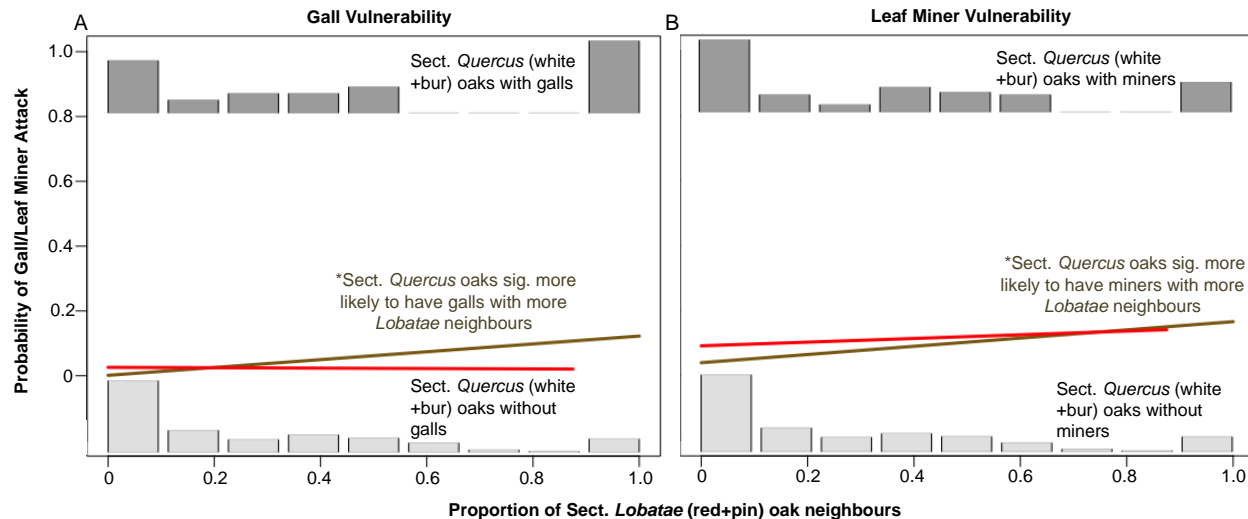 A
Gall Vulnerability
B
Leaf Miner Vulnerability
Probability of Gall/Leaf Miner Attack
1.0
0.8
0.6
0.4
0.2
0
Sect. Quercus (white
+bur) oaks with galls
*Sect. Quercus oaks sig. more
likely to have galls with more
Lobatae neighbours
Sect. Quercus (white
+bur) oaks without
galls
0 0.2 0.4 0.6 0.8 1.0
Sect. Quercus (white
+bur) oaks with miners
*Sect. Quercus oaks sig. more
likely to have miners with more
Lobatae neighbours
Sect. Quercus (white
+bur) oaks without
miners
0 0.2 0.4 0.6 0.8 1.0
Proportion of Sect. Lobatae (red+pin) oak neighbours